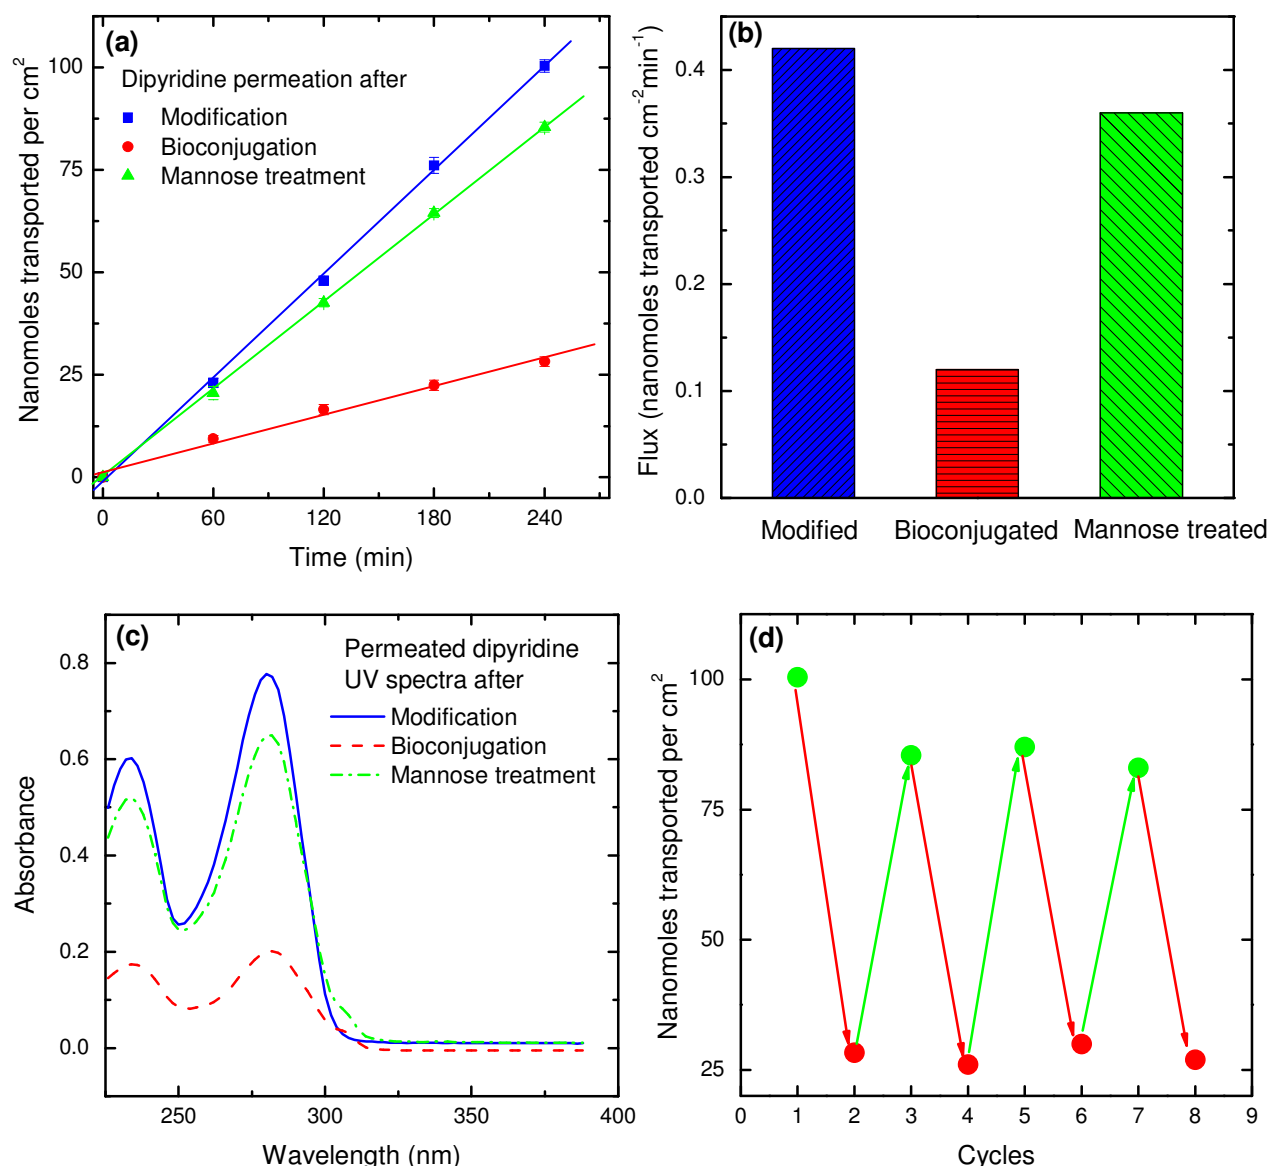 (a)
Dipyridine permeation after
Modification
Bioconjugation
Mannose treatment
Nanomoles transported per cm²
100
75
50
25
0
0 60 120 180 240
Time (min)
(b)
Flux (nanomoles transported cm⁻²min⁻¹)
0.4
0.3
0.2
0.1
0.0
Modified Bioconjugated Mannose treated
(c)
Permeated dipyridine
UV spectra after
Modification
Bioconjugation
Mannose treatment
Absorbance
0.8
0.6
0.4
0.2
0.0
250 300 350 400
Wavelength (nm)
(d)
Nanomoles transported per cm²
100
75
50
25
0 1 2 3 4 5 6 7 8 9
Cycles